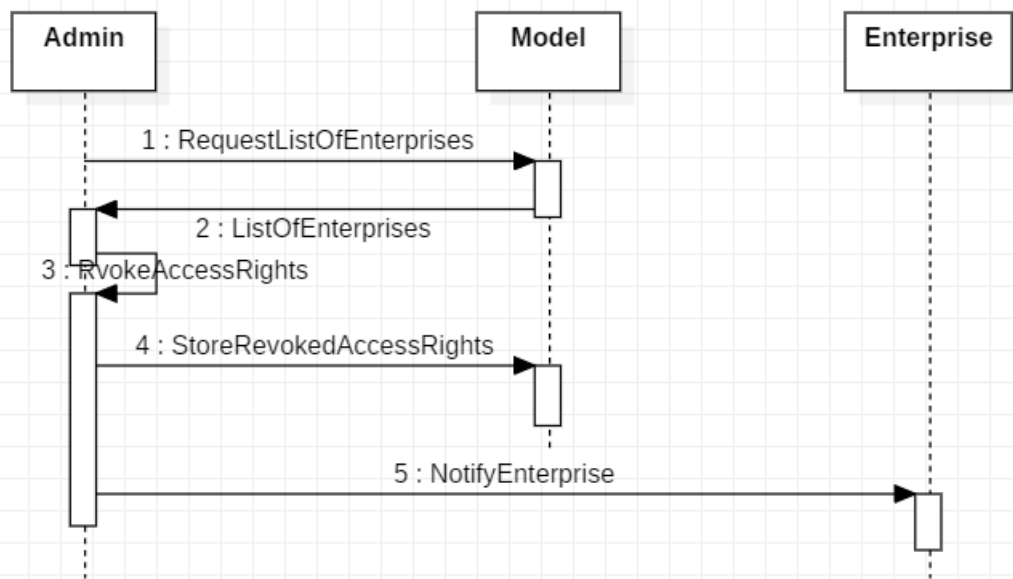 Admin
Model
Enterprise
1 : RequestListOfEnterprises
2 : ListOfEnterprises
3 : RvokeAccessRights
4 : StoreRevokedAccessRights
5 : NotifyEnterprise